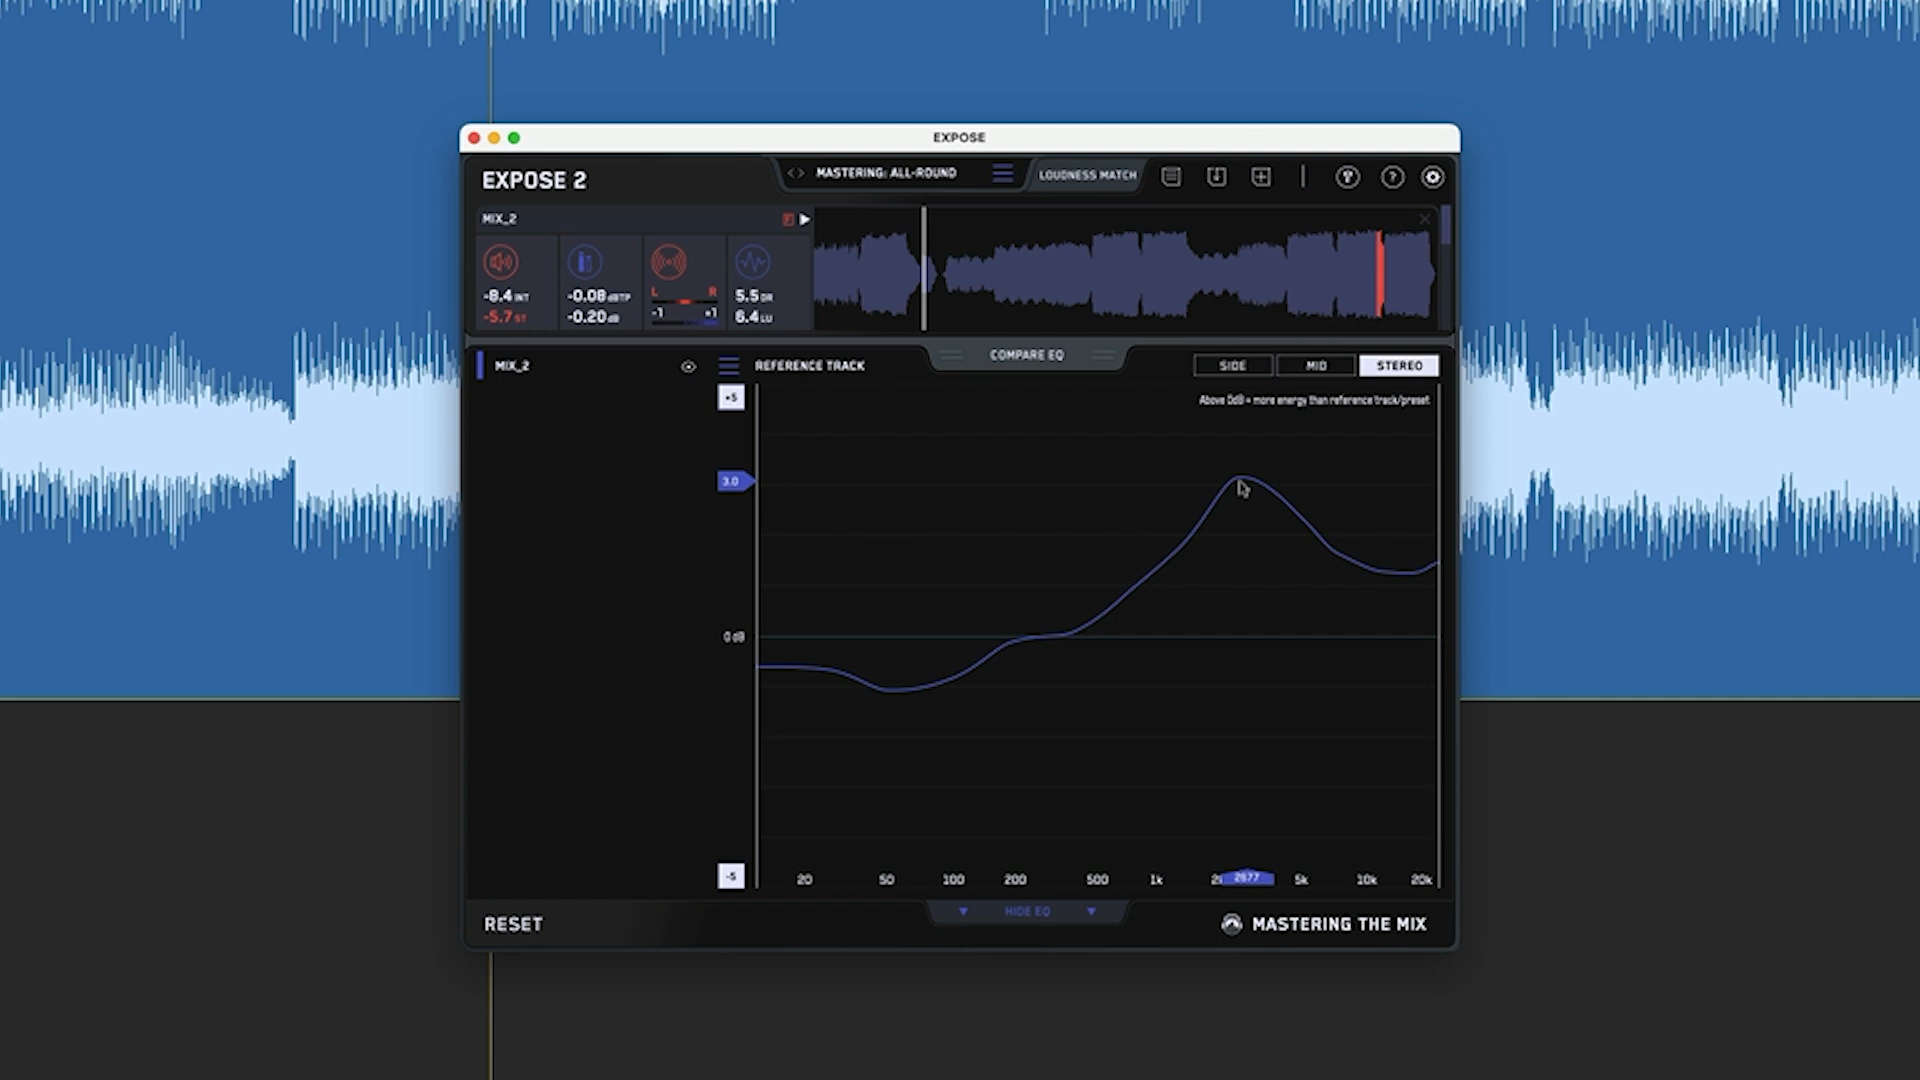 EXPOSE
EXPOSE 2
MASTERING: ALL-ROUND
LOUDNESS MATCH
MIX_2
F
-8.4 INT
-5.7 ST
-0.08 dBTP
-0.20 dB
L R
-1 +1
5.5 DR
6.4 LU
MIX_2
REFERENCE TRACK
COMPARE EQ
SIDE
MID
STEREO
+5
Above 0dB = more energy than reference track/preset
3.0
0 dB
-5
20 50 100 200 500 1k 2677 5k 10k 20k
HIDE EQ
RESET
MASTERING THE MIX